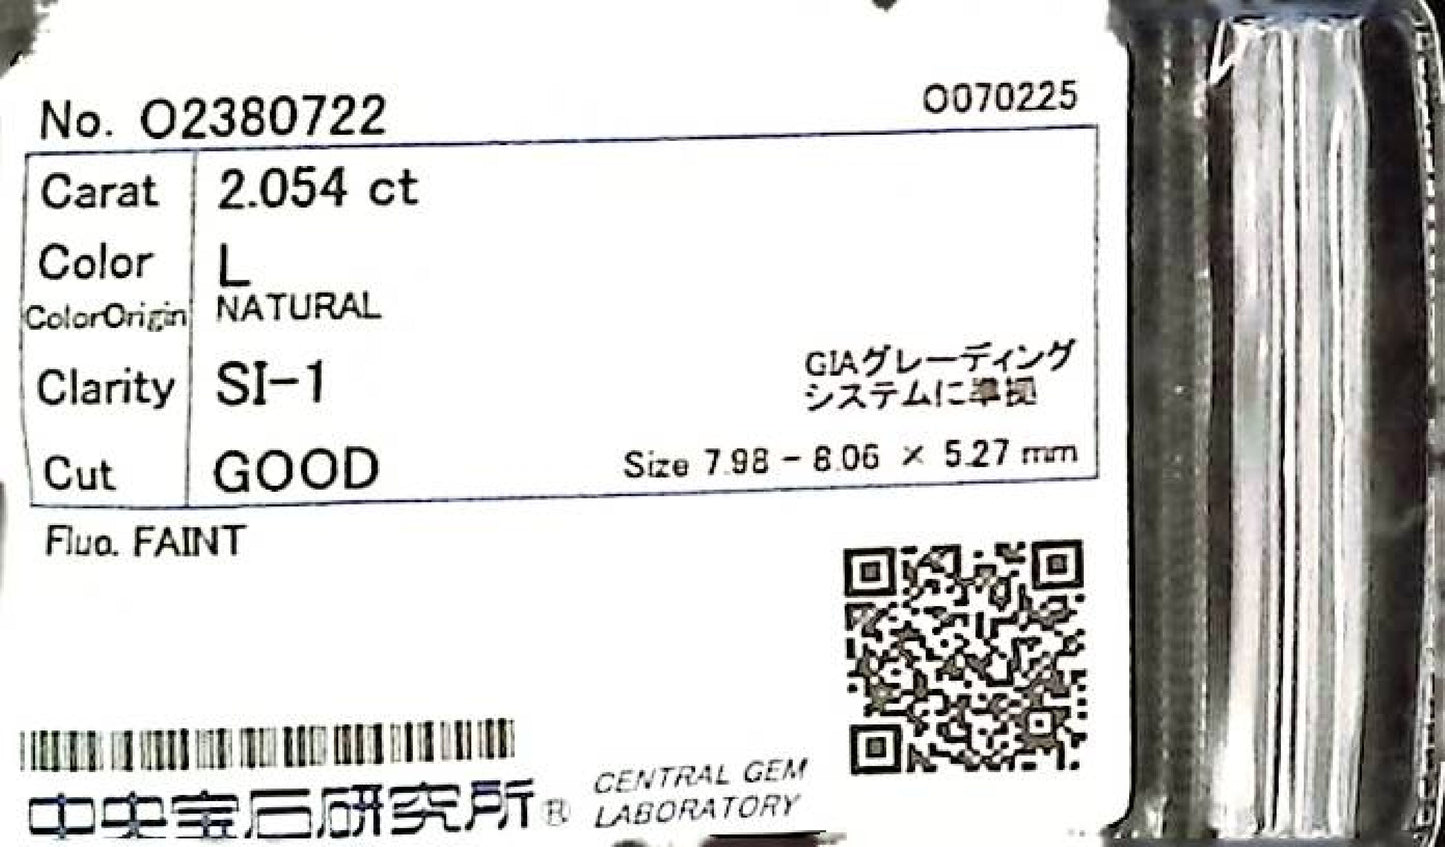 No. O2380722
O070225
Carat 2.054 ct
Color L
ColorOrigin NATURAL
Clarity SI-1
GIAグレーディング
システムに準拠
Cut GOOD
Size 7.98 - 8.06 × 5.27 mm
Fluo. FAINT
中央宝石研究所®
CENTRAL GEM
LABORATORY